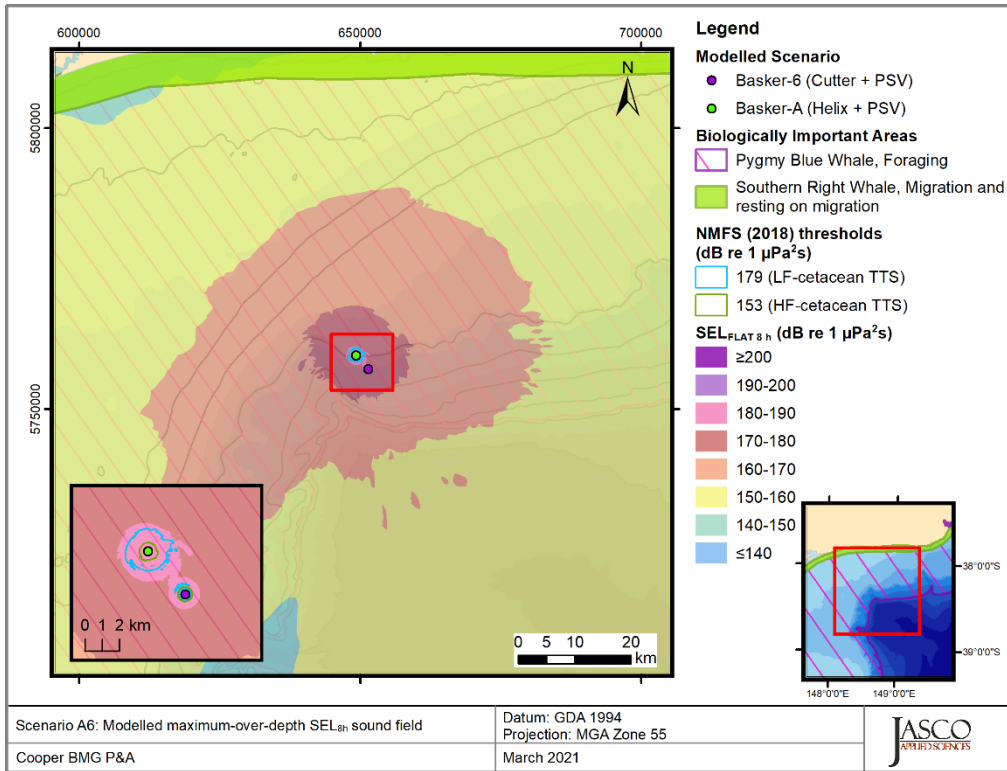 600000
650000
700000
5800000
5750000
N
0 1 2 km
0 5 10 20
km
Legend
Modelled Scenario
Basker-6 (Cutter + PSV)
Basker-A (Helix + PSV)
Biologically Important Areas
Pygmy Blue Whale, Foraging
Southern Right Whale, Migration and
resting on migration
NMFS (2018) thresholds
(dB re 1 µPa²s)
179 (LF-cetacean TTS)
153 (HF-cetacean TTS)
SELFLAT 8 h (dB re 1 µPa²s)
≥200
190-200
180-190
170-180
160-170
150-160
140-150
≤140
38°0'0"S
39°0'0"S
148°0'0"E 149°0'0"E
Scenario A6: Modelled maximum-over-depth SEL8h sound field
Datum: GDA 1994
Projection: MGA Zone 55
Cooper BMG P&A
March 2021
JASCO
APPLIED SCIENCES